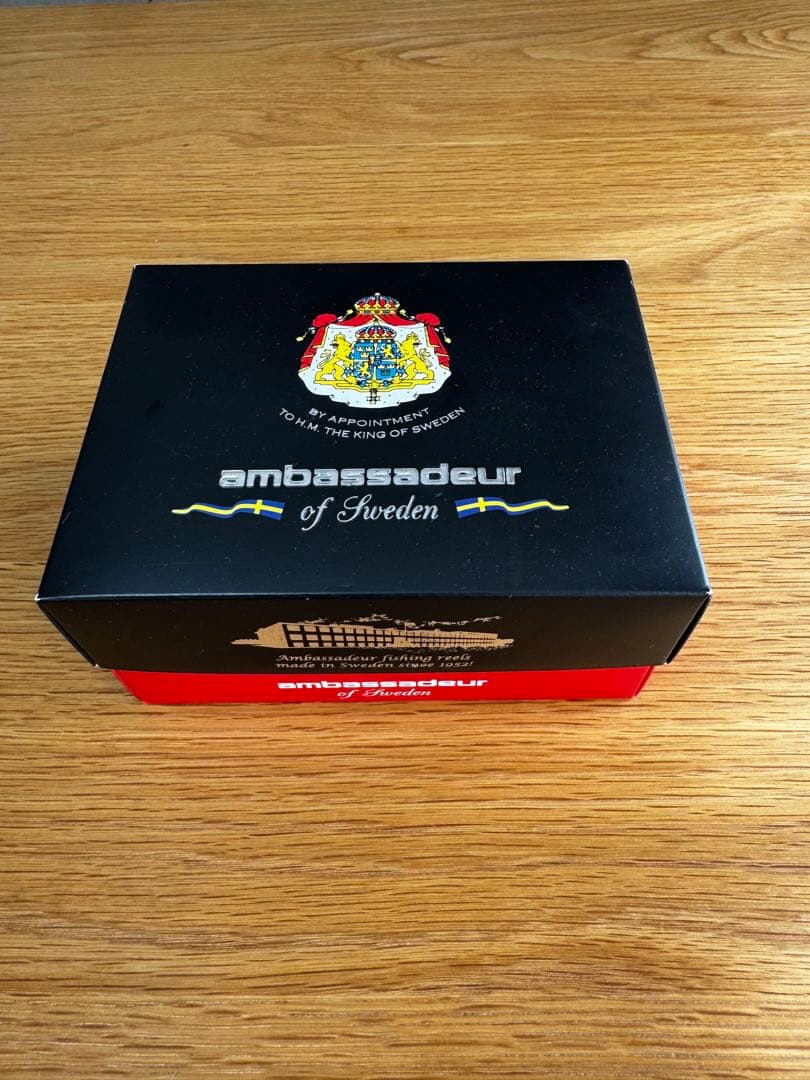 BY APPOINTMENT
TO H.M. THE KING OF SWEDEN
ambassadeur
of Sweden
Ambassadeur fishing reels
made in Sweden since 1952!
ambassadeur
of Sweden